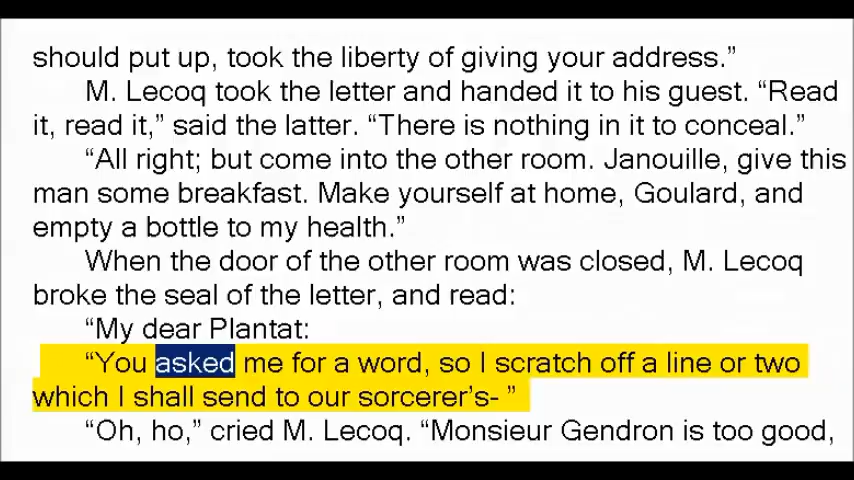 should put up, took the liberty of giving your address.”
M. Lecoq took the letter and handed it to his guest. “Read
it, read it,” said the latter. “There is nothing in it to conceal.”
“All right; but come into the other room. Janouille, give this
man some breakfast. Make yourself at home, Goulard, and
empty a bottle to my health.”
When the door of the other room was closed, M. Lecoq
broke the seal of the letter, and read:
“My dear Plantat:
“You asked me for a word, so I scratch off a line or two
which I shall send to our sorcerer’s- ”
“Oh, ho,” cried M. Lecoq. “Monsieur Gendron is too good,